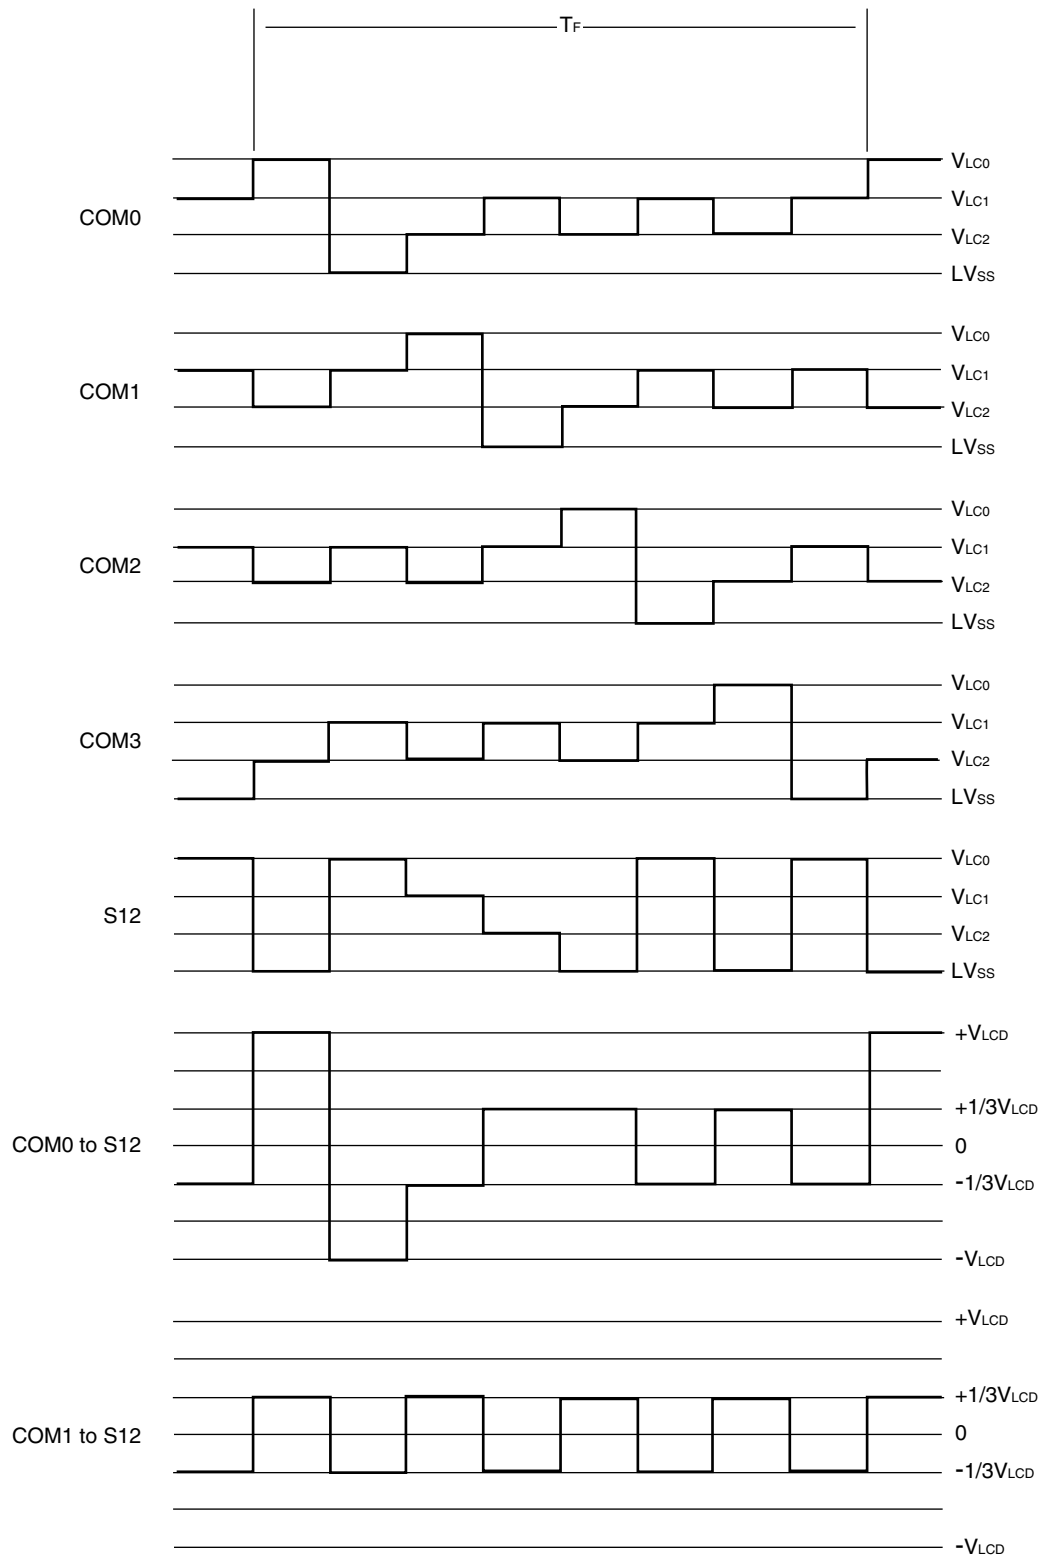 TF
VLC0
VLC1
COM0
VLC2
LVSS
VLC0
VLC1
COM1
VLC2
LVSS
VLC0
VLC1
COM2
VLC2
LVSS
VLC0
VLC1
COM3
VLC2
LVSS
VLC0
VLC1
S12
VLC2
LVSS
+VLCD
+1/3VLCD
COM0 to S12
0
-1/3VLCD
-VLCD
+VLCD
+1/3VLCD
COM1 to S12
0
-1/3VLCD
-VLCD